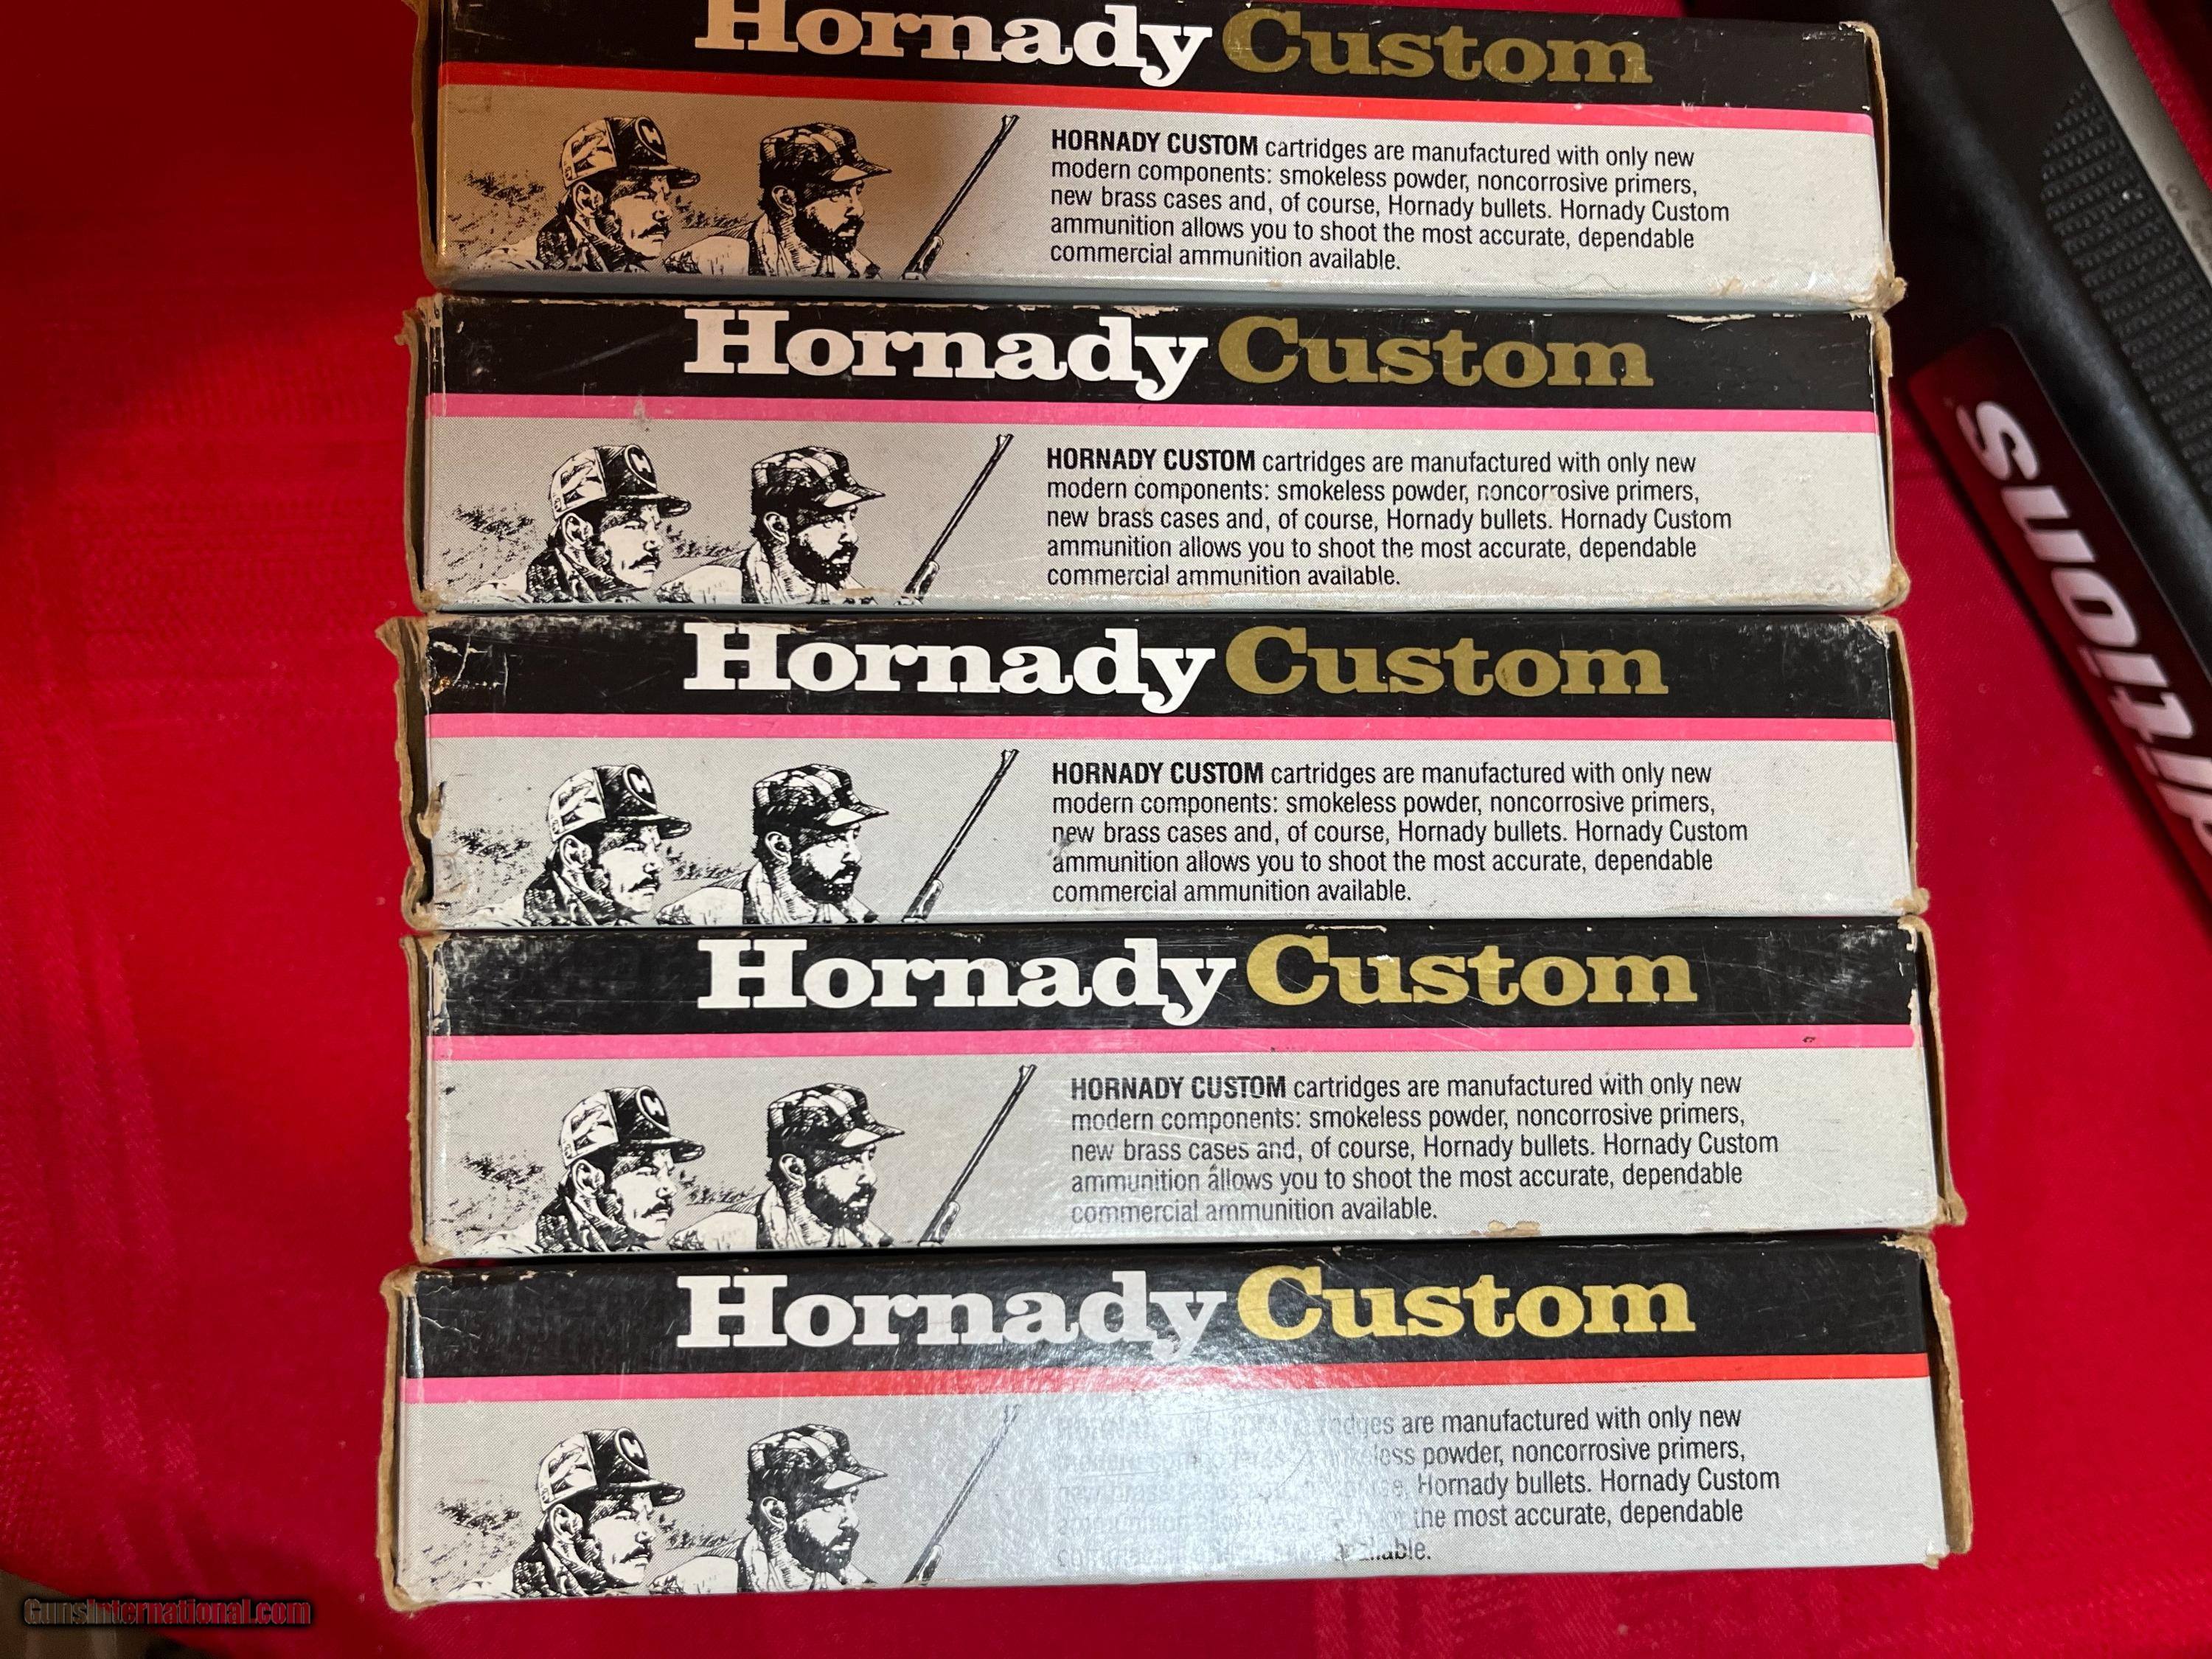 Hornady Custom
HORNADY CUSTOM cartridges are manufactured with only new
modern components: smokeless powder, noncorrosive primers,
new brass cases and, of course, Hornady bullets. Hornady Custom
ammunition allows you to shoot the most accurate, dependable
commercial ammunition available.
Hornady Custom
HORNADY CUSTOM cartridges are manufactured with only new
modern components: smokeless powder, noncorrosive primers,
new brass cases and, of course, Hornady bullets. Hornady Custom
ammunition allows you to shoot the most accurate, dependable
commercial ammunition available.
Hornady Custom
HORNADY CUSTOM cartridges are manufactured with only new
modern components: smokeless powder, noncorrosive primers,
new brass cases and, of course, Hornady bullets. Hornady Custom
ammunition allows you to shoot the most accurate, dependable
commercial ammunition available.
Hornady Custom
HORNADY CUSTOM cartridges are manufactured with only new
modern components: smokeless powder, noncorrosive primers,
new brass cases and, of course, Hornady bullets. Hornady Custom
ammunition allows you to shoot the most accurate, dependable
commercial ammunition available.
Hornady Custom
are manufactured with only new
powder, noncorrosive primers,
Hornady bullets. Hornady Custom
the most accurate, dependable
GunsInternational.com